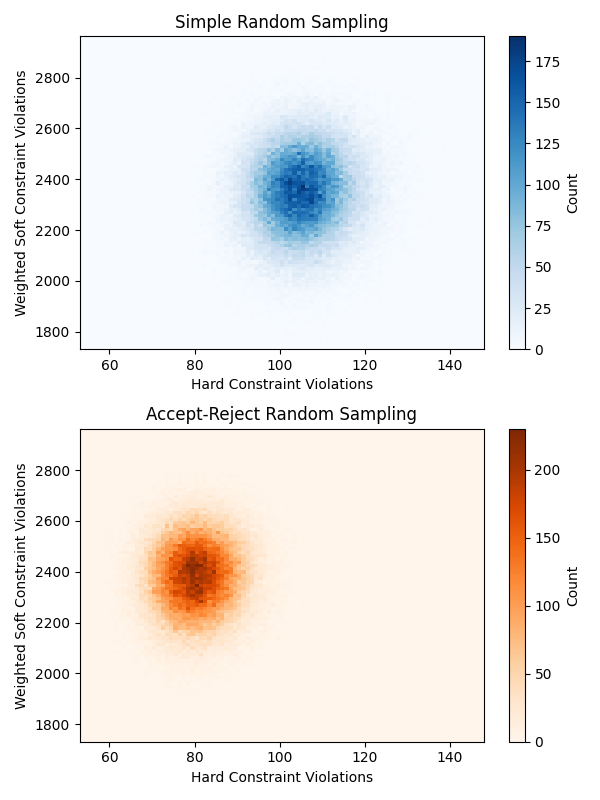 Simple Random Sampling
Weighted Soft Constraint Violations
2800
2600
2400
2200
2000
1800
60 80 100 120 140
Hard Constraint Violations
175
150
125
100
75
50
25
0
Count
Accept-Reject Random Sampling
Weighted Soft Constraint Violations
2800
2600
2400
2200
2000
1800
60 80 100 120 140
Hard Constraint Violations
200
150
100
50
0
Count